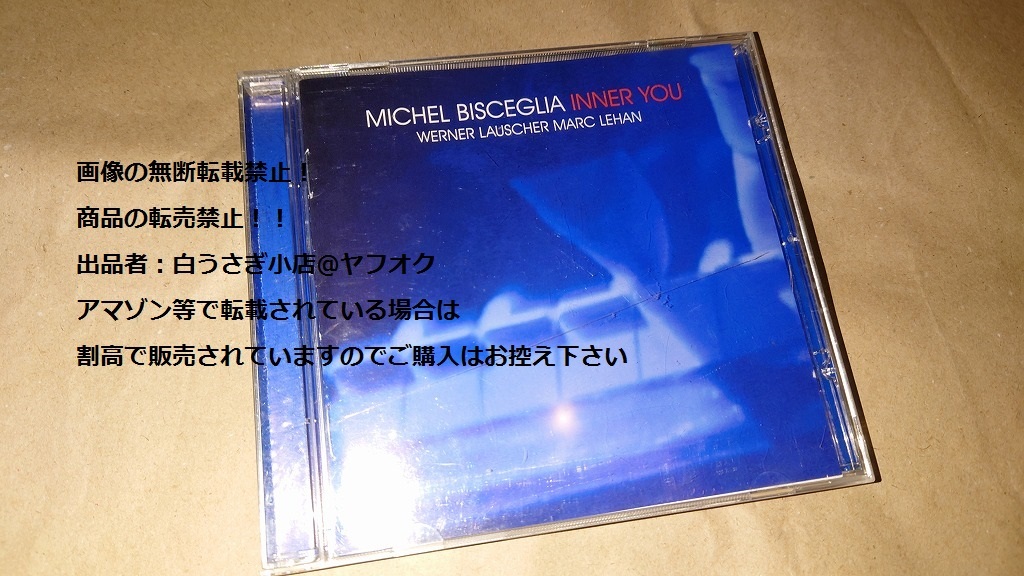 MICHEL BISCEGLIA INNER YOU
WERNER LAUSCHER MARC LEHAN
画像の無断転載禁止！
商品の転売禁止！！
出品者：白うさぎ小店@ヤフオク
アマゾン等で転載されている場合は
割高で販売されていますのでご購入はお控え下さい